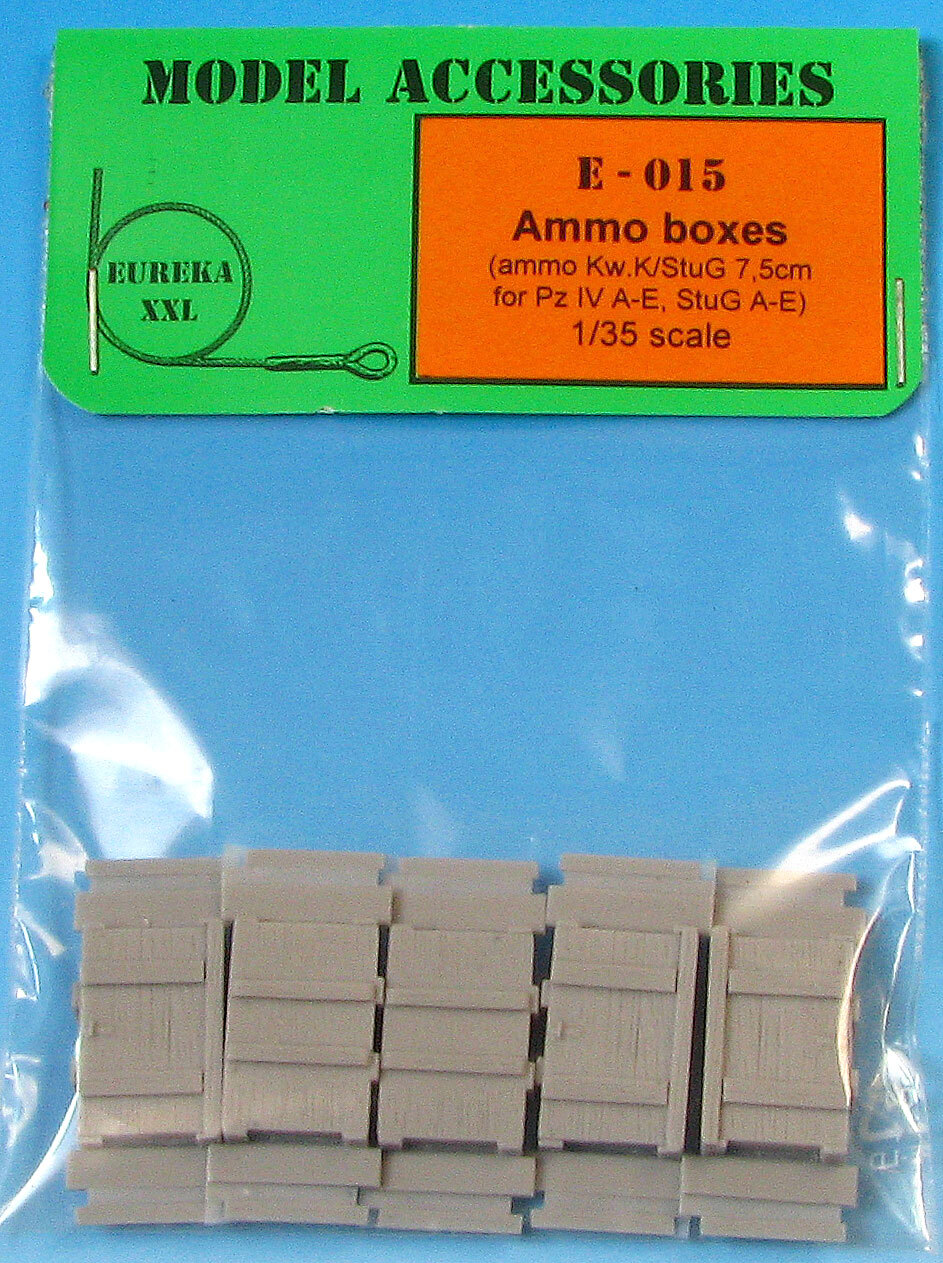 MODEL ACCESSORIES
EUREKA
XXL
E - 015
Ammo boxes
(ammo Kw.K/StuG 7,5cm
for Pz IV A-E, StuG A-E)
1/35 scale